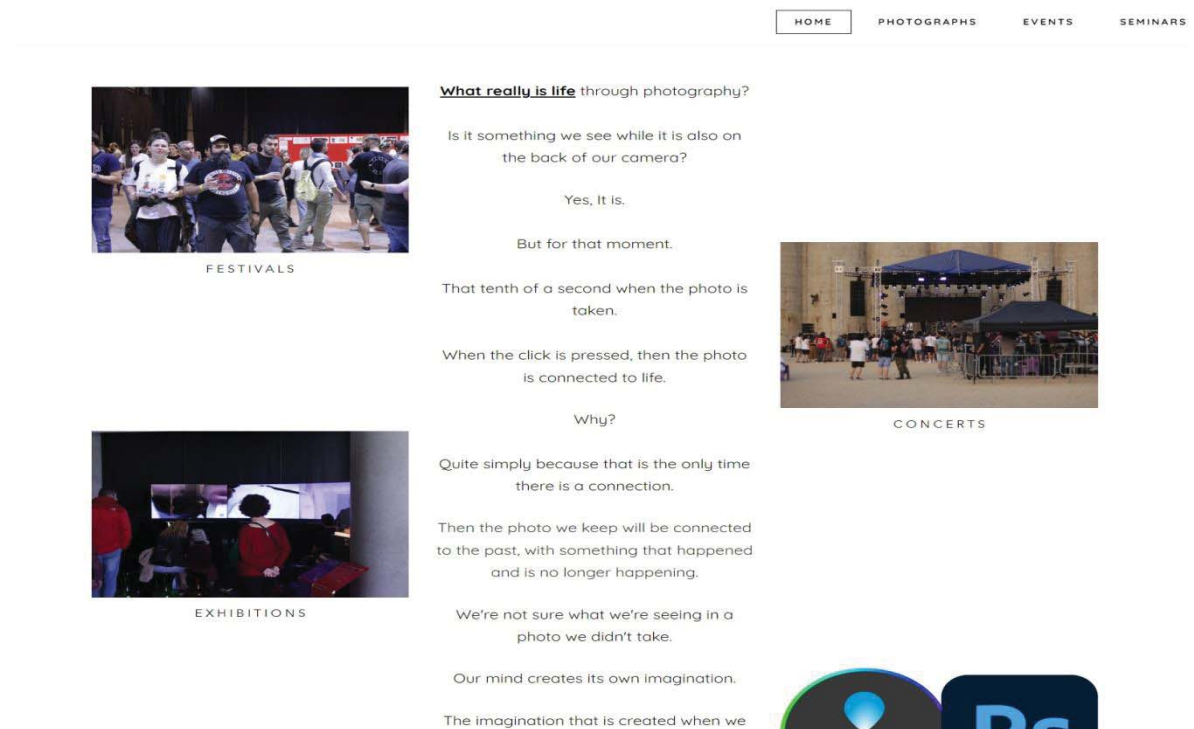 HOME PHOTOGRAPHS EVENTS SEMINARS
What really is life through photography?
Is it something we see while it is also on
the back of our camera?
Yes, It is.
But for that moment.
That tenth of a second when the photo is
taken.
When the click is pressed, then the photo
is connected to life.
Why?
Quite simply because that is the only time
there is a connection.
Then the photo we keep will be connected
to the past, with something that happened
and is no longer happening.
We're not sure what we're seeing in a
photo we didn't take.
Our mind creates its own imagination.
The imagination that is created when we
FESTIVALS
EXHIBITIONS
CONCERTS
Ps